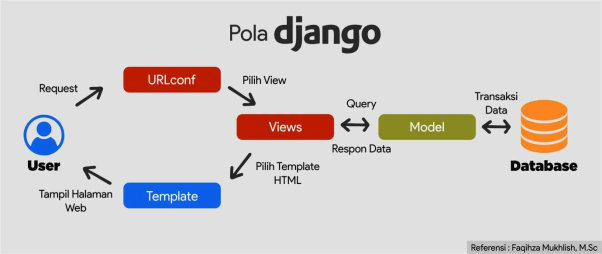 Pola django
Request
URLconf
Pilih View
Views
Query
Respon Data
Model
Transaksi
Data
Database
User
Pilih Template
HTML
Template
Tampil Halaman
Web
Referensi : Faqihza Mukhlish, M.Sc